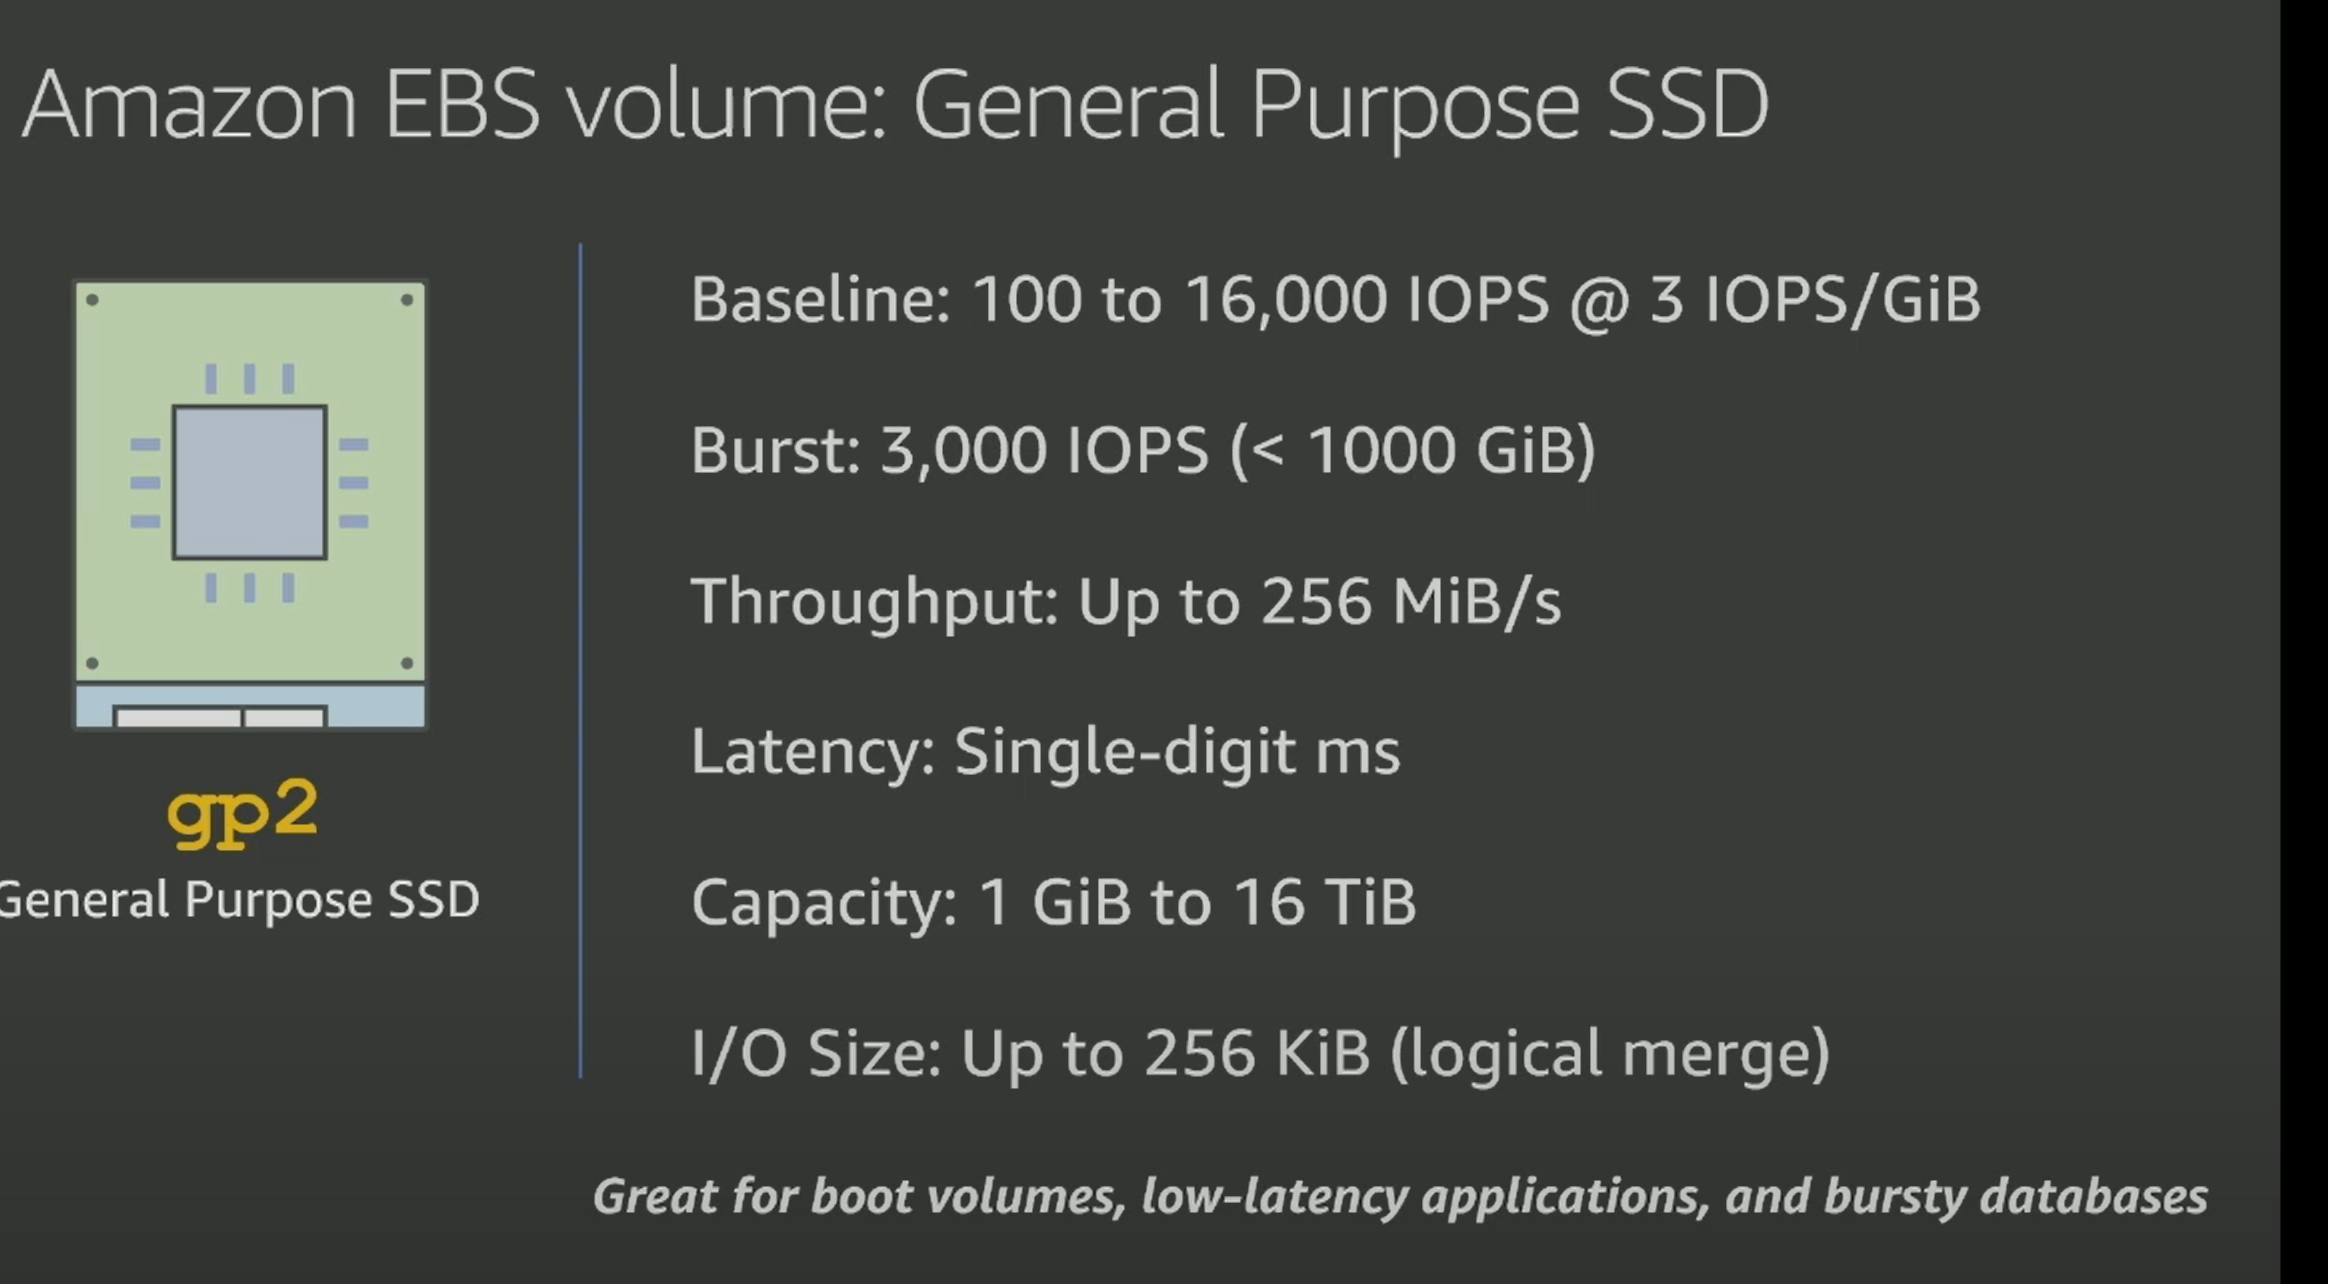 Amazon EBS volume: General Purpose SSD
gp2
General Purpose SSD
Baseline: 100 to 16,000 IOPS @ 3 IOPS/GiB
Burst: 3,000 IOPS (< 1000 GiB)
Throughput: Up to 256 MiB/s
Latency: Single-digit ms
Capacity: 1 GiB to 16 TiB
I/O Size: Up to 256 KiB (logical merge)
Great for boot volumes, low-latency applications, and bursty databases